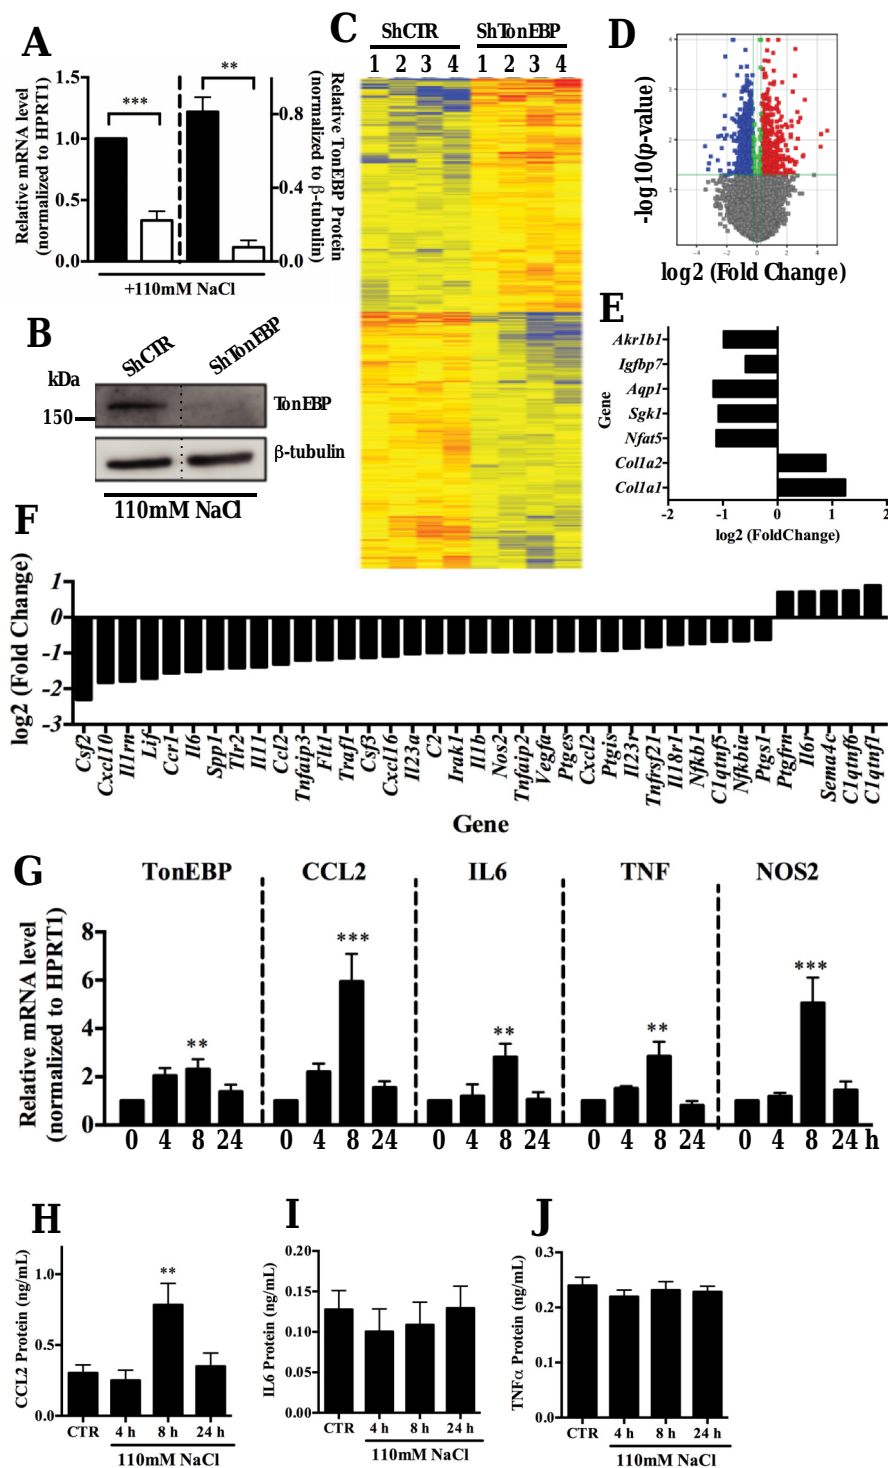 A
Relative mRNA level
(normalized to HPRT1)
1.5
1.0
0.5
0.0
***
**
0.8
0.4
0.0
Relative TonEBP Protein
(normalized to β-tubulin)
+110mM NaCl
B
ShCTR
ShTonEBP
kDa
150
TonEBP
β-tubulin
110mM NaCl
C
ShCTR
ShTonEBP
1 2 3 4 1 2 3 4
D
-log10(p-value)
4
3
2
1
-4 -2 0 2 4
log2 (Fold Change)
E
Gene
Akr1b1
Igfbp7
Aqp1
Sgk1
Nfat5
Col1a2
Col1a1
-2 -1 0 1 2
log2 (FoldChange)
F
log2 (Fold Change)
1
0
-1
-2
-3
Csf2 Cxcl10 Il1rn Lif Ccr1 Il6 Spp1 Tlr2 Il11 Ccl2 Tnfaip3 Flt1 Traf1 Csf3 Cxcl16 Il23a C2 Irak1 Il1b Nos2 Tnfaip2 Vegfa Ptges Cxcl2 Ptgis Il23r Tnfrsf21 Il18r1 Nfkb1 C1qtnf5 Nfkbia Ptgs1 Ptgfrn Il6r Sema4c C1qtnf6 C1qtnf1
Gene
G
TonEBP CCL2 IL6 TNF NOS2
Relative mRNA level
(normalized to HPRT1)
8
6
4
2
0
** *** ** ** ***
0 4 8 24 0 4 8 24 0 4 8 24 0 4 8 24 0 4 8 24 h
H
CCL2 Protein (ng/mL)
1.0
0.5
0.0
**
CTR 4 h 8 h 24 h
110mM NaCl
I
IL6 Protein (ng/mL)
0.20
0.15
0.10
0.05
0.00
CTR 4 h 8 h 24 h
110mM NaCl
J
TNFα Protein (ng/mL)
0.3
0.2
0.1
0.0
CTR 4 h 8 h 24 h
110mM NaCl